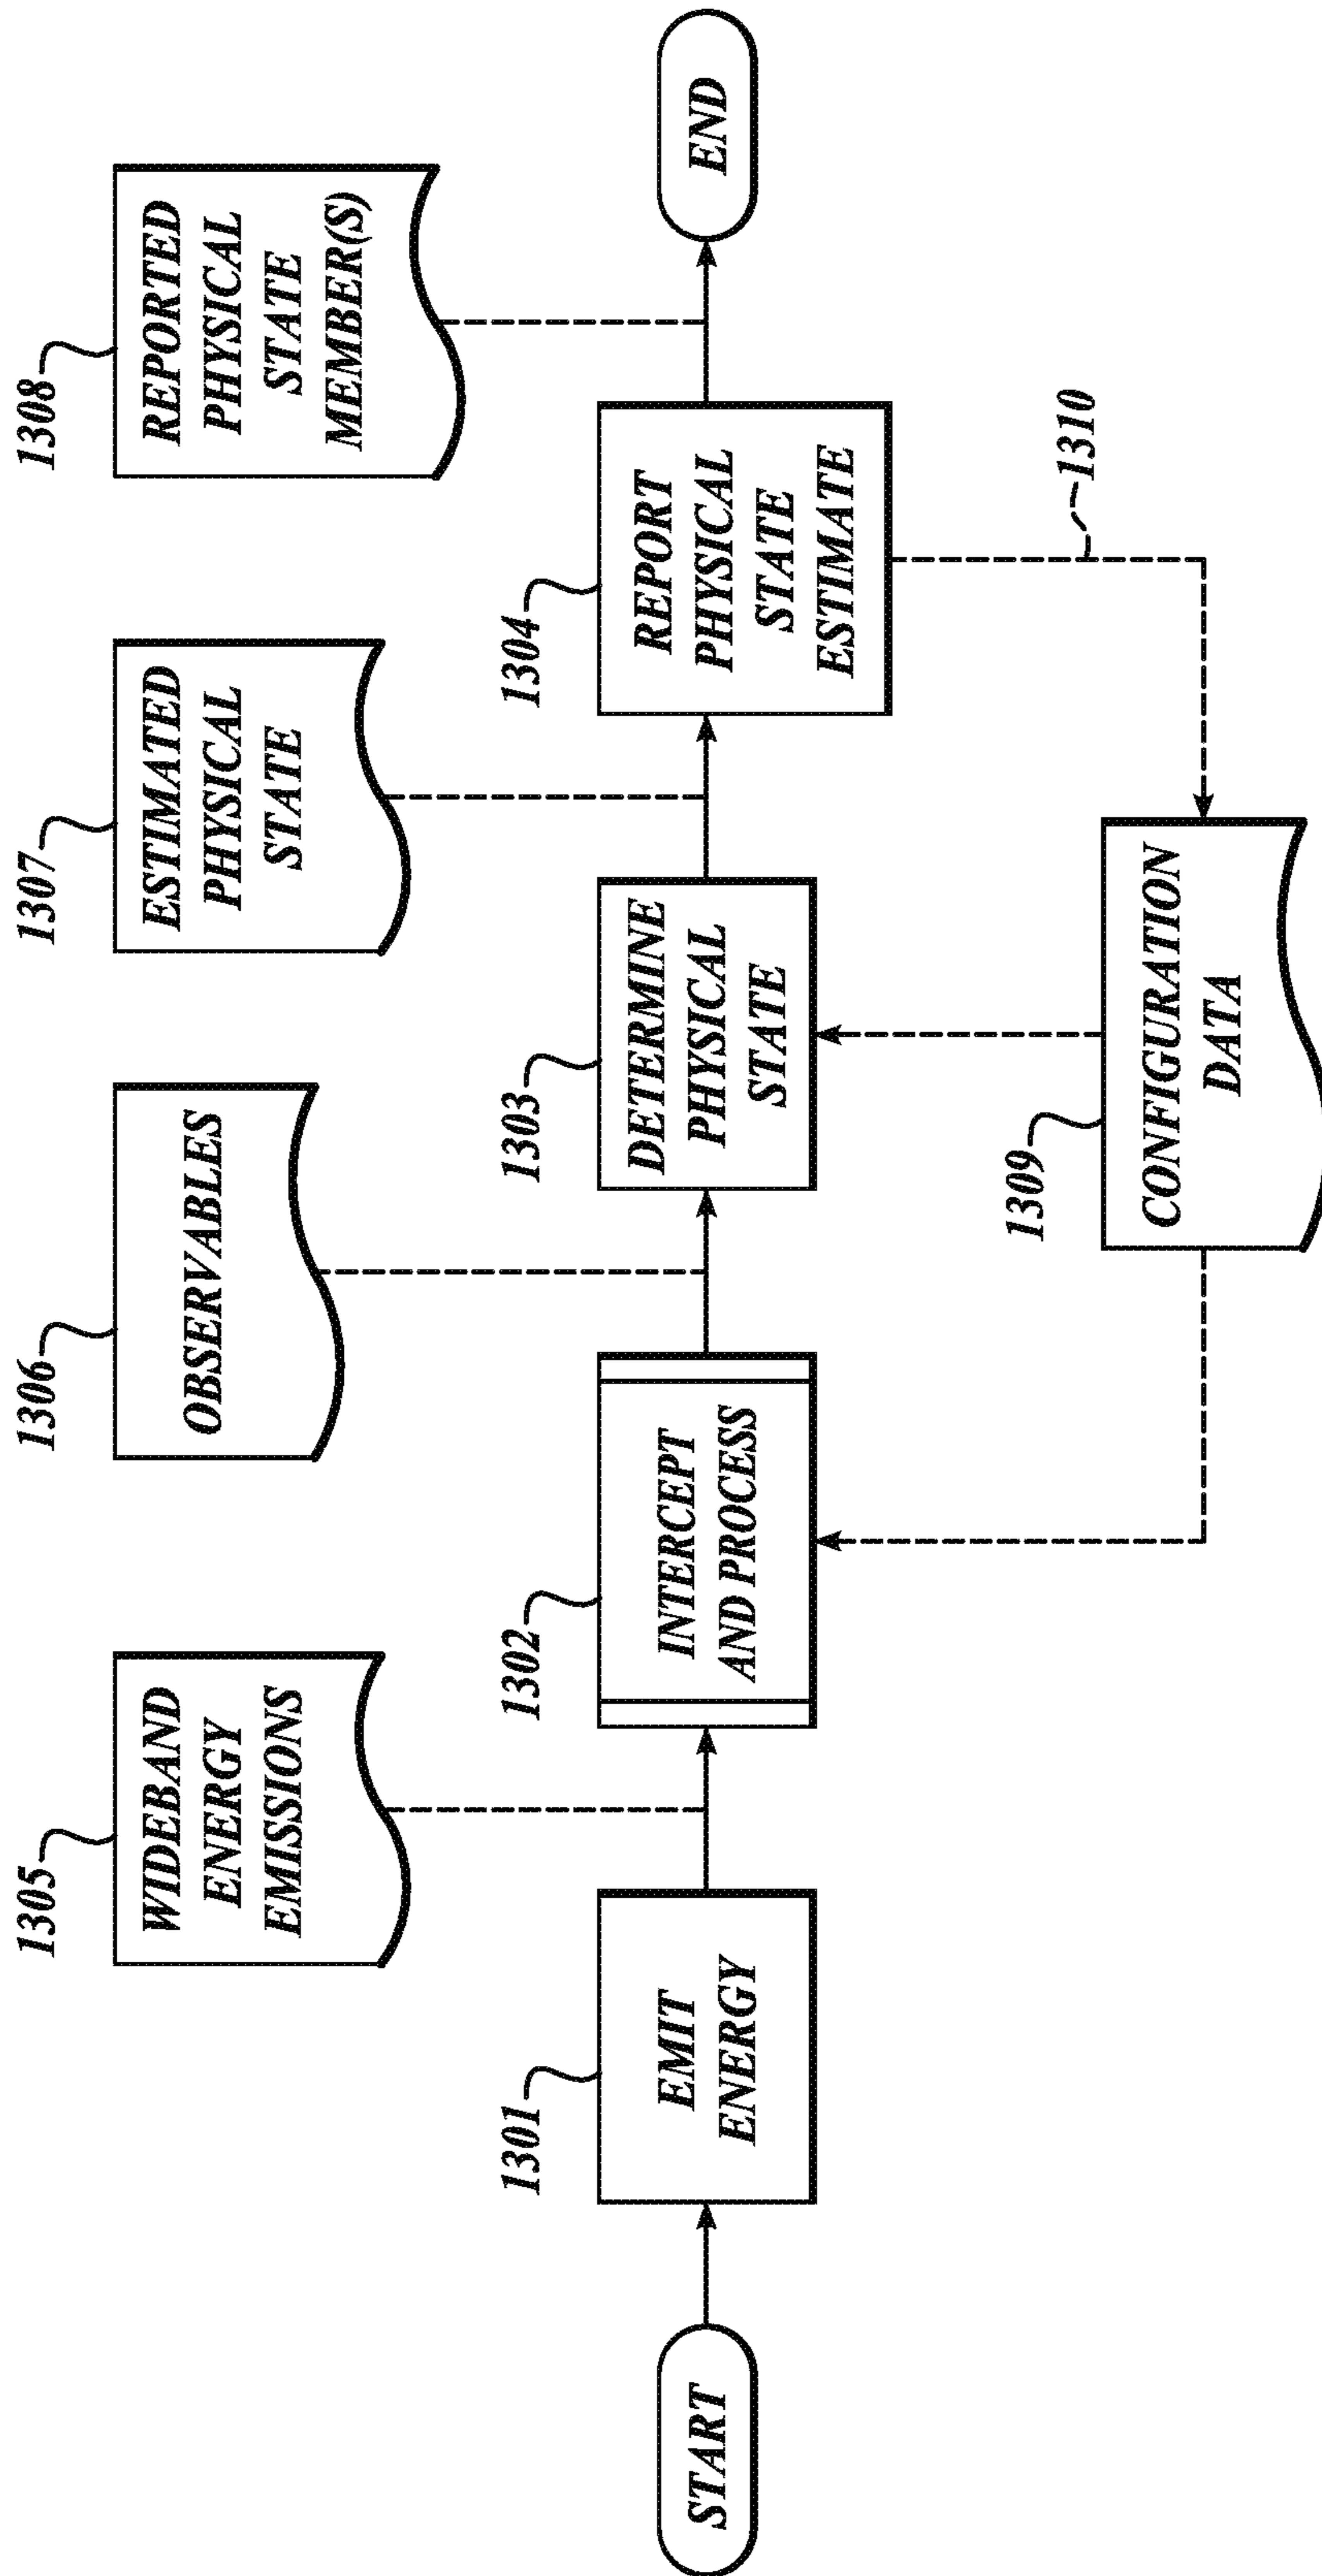 1305
WIDEBAND
ENERGY
EMISSIONS
1306
OBSERVABLES
1307
ESTIMATED
PHYSICAL
STATE
1308
REPORTED
PHYSICAL
STATE
MEMBER(S)
START
1301
EMIT
ENERGY
1302
INTERCEPT
AND PROCESS
1303
DETERMINE
PHYSICAL
STATE
1304
REPORT
PHYSICAL
STATE
ESTIMATE
END
1309
CONFIGURATION
DATA
1310